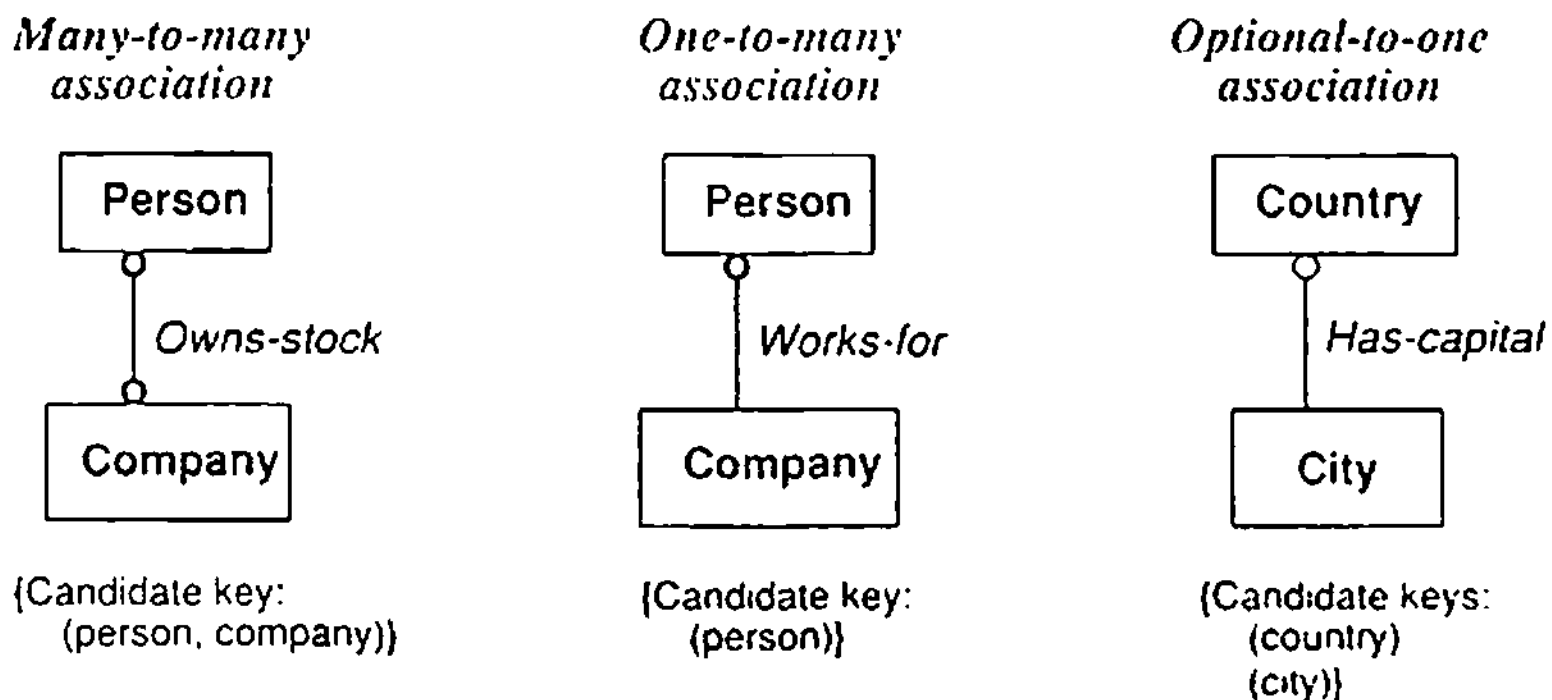 Many-to-many
association
Person
Owns-stock
Company
{Candidate key:
(person, company)}
One-to-many
association
Person
Works-for
Company
{Candidate key:
(person)}
Optional-to-one
association
Country
Has-capital
City
{Candidate keys:
(country)
(city)}